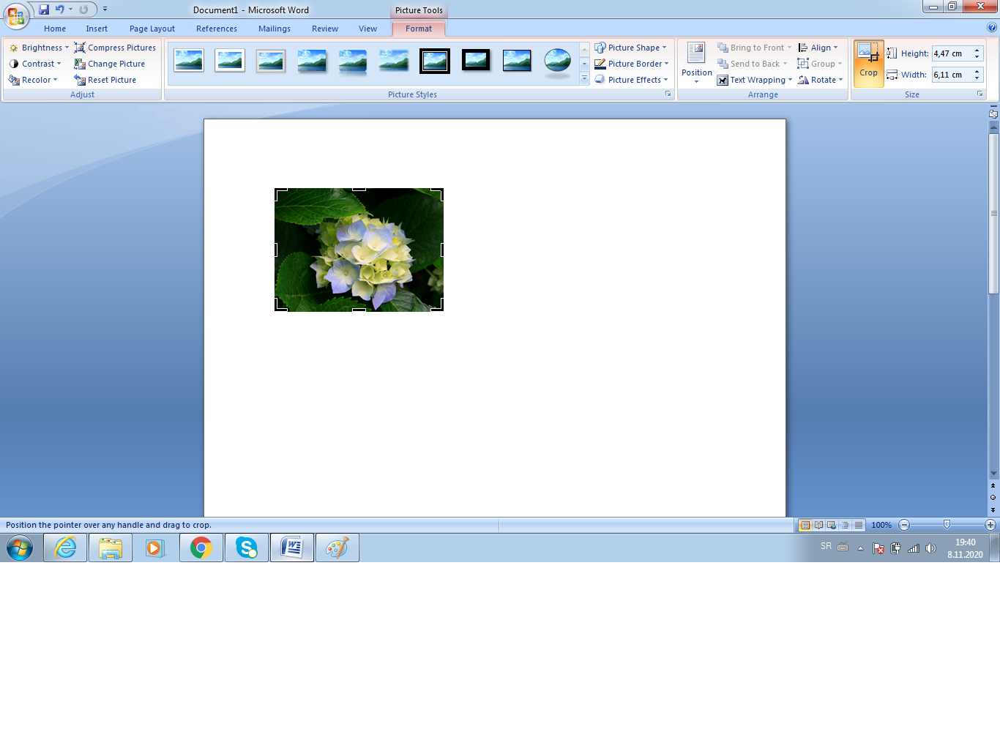 Document1 - Microsoft Word
Picture Tools
Home Insert Page Layout References Mailings Review View Format
Brightness Compress Pictures
Contrast Change Picture
Recolor Reset Picture
Adjust
Picture Styles
Picture Shape
Picture Border
Picture Effects
Position
Bring to Front
Send to Back
Text Wrapping
Align
Group
Rotate
Arrange
Crop
Height: 4,47 cm
Width: 6,11 cm
Size
Position the pointer over any handle and drag to crop.
100%
SR
19:40
8.11.2020